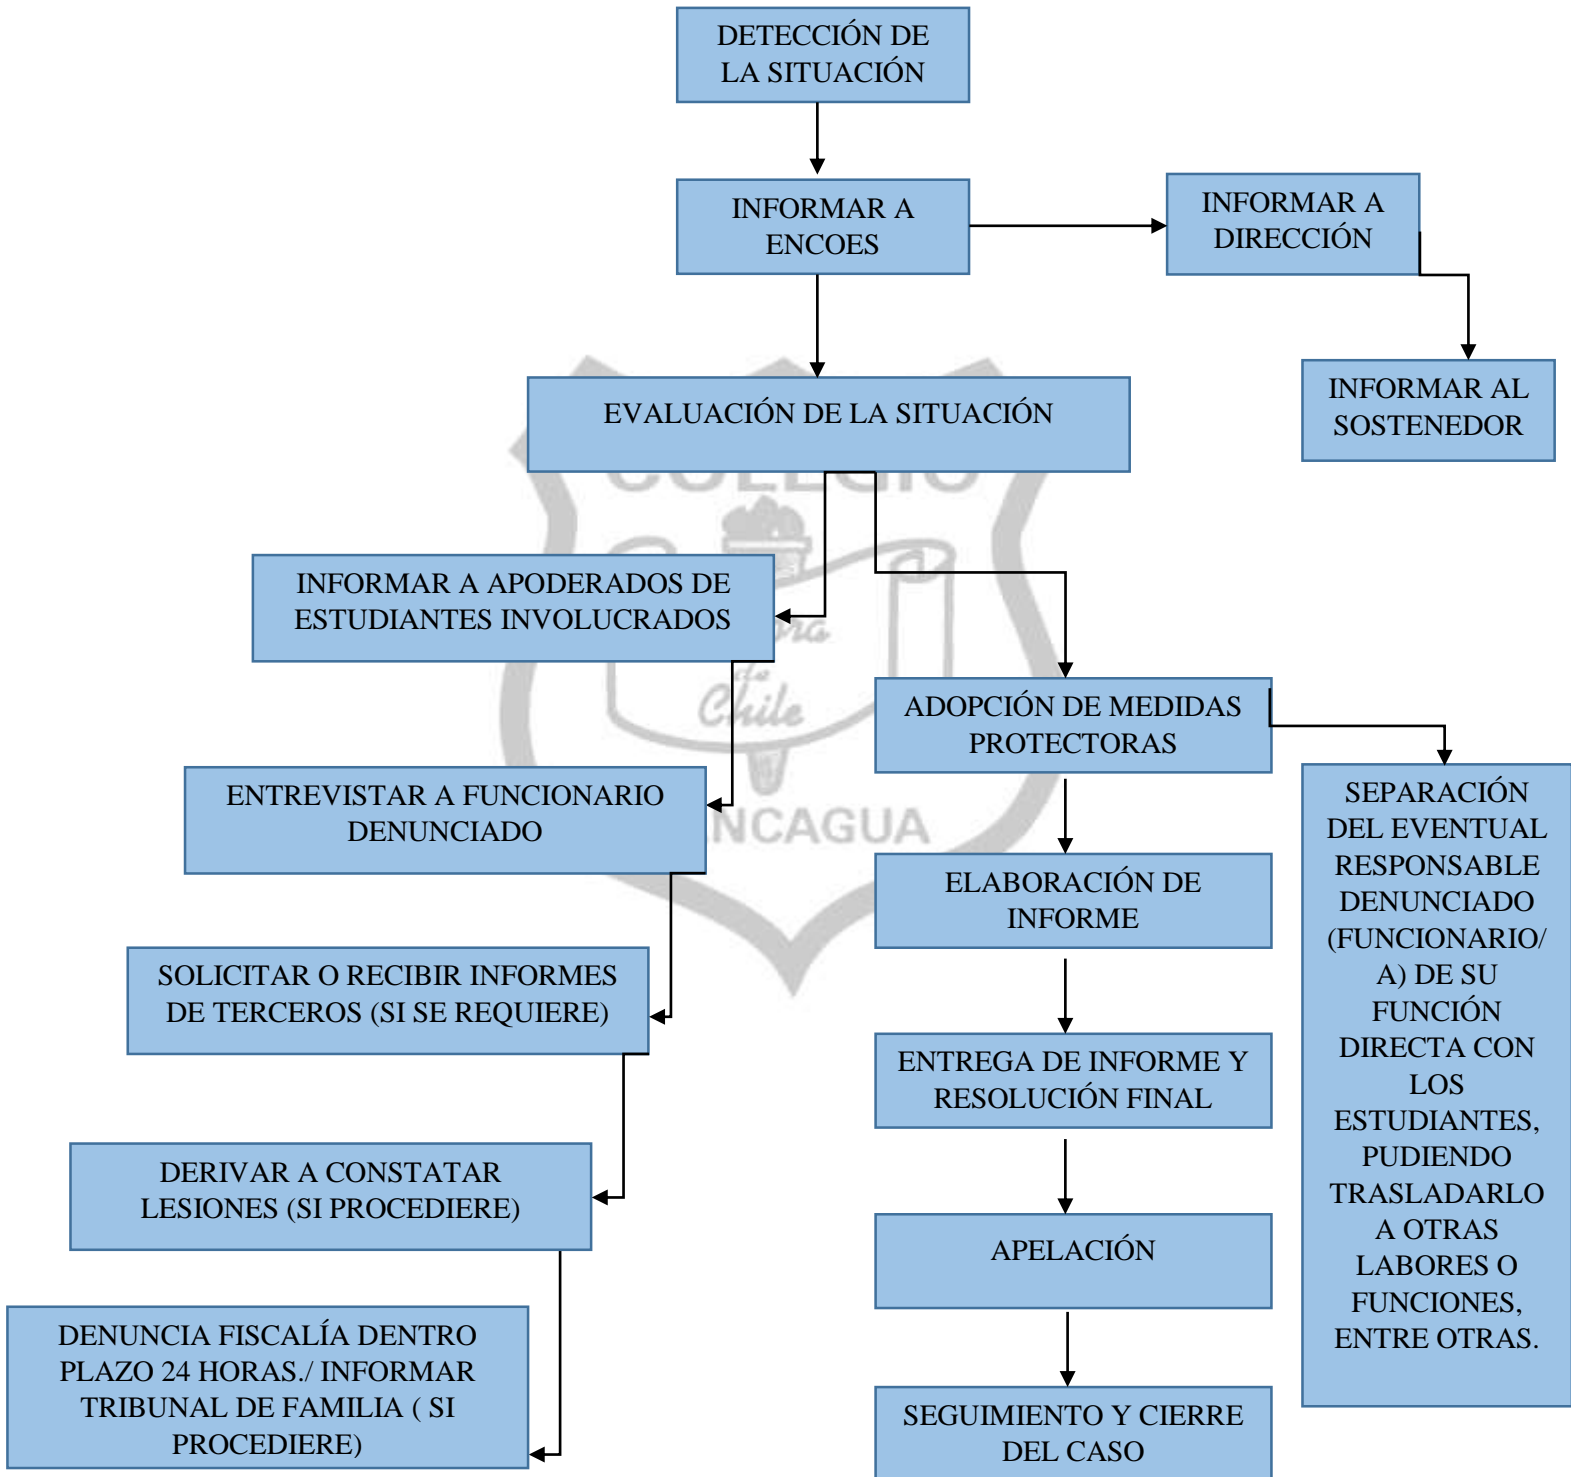 DETECCIÓN DE
LA SITUACIÓN
INFORMAR A
ENCOES
INFORMAR A
DIRECCIÓN
INFORMAR AL
SOSTENEDOR
EVALUACIÓN DE LA SITUACIÓN
COLEGIO
INFORMAR A APODERADOS DE
ESTUDIANTES INVOLUCRADOS
de
Chile
ADOPCIÓN DE MEDIDAS
PROTECTORAS
ENTREVISTAR A FUNCIONARIO
DENUNCIADO
NCAGUA
SEPARACIÓN
DEL EVENTUAL
RESPONSABLE
DENUNCIADO
(FUNCIONARIO/
A) DE SU
FUNCIÓN
DIRECTA CON
LOS
ESTUDIANTES,
PUDIENDO
TRASLADARLO
A OTRAS
LABORES O
FUNCIONES,
ENTRE OTRAS.
ELABORACIÓN DE
INFORME
SOLICITAR O RECIBIR INFORMES
DE TERCEROS (SI SE REQUIERE)
ENTREGA DE INFORME Y
RESOLUCIÓN FINAL
DERIVAR A CONSTATAR
LESIONES (SI PROCEDIERE)
APELACIÓN
DENUNCIA FISCALÍA DENTRO
PLAZO 24 HORAS./ INFORMAR
TRIBUNAL DE FAMILIA ( SI
PROCEDIERE)
SEGUIMIENTO Y CIERRE
DEL CASO